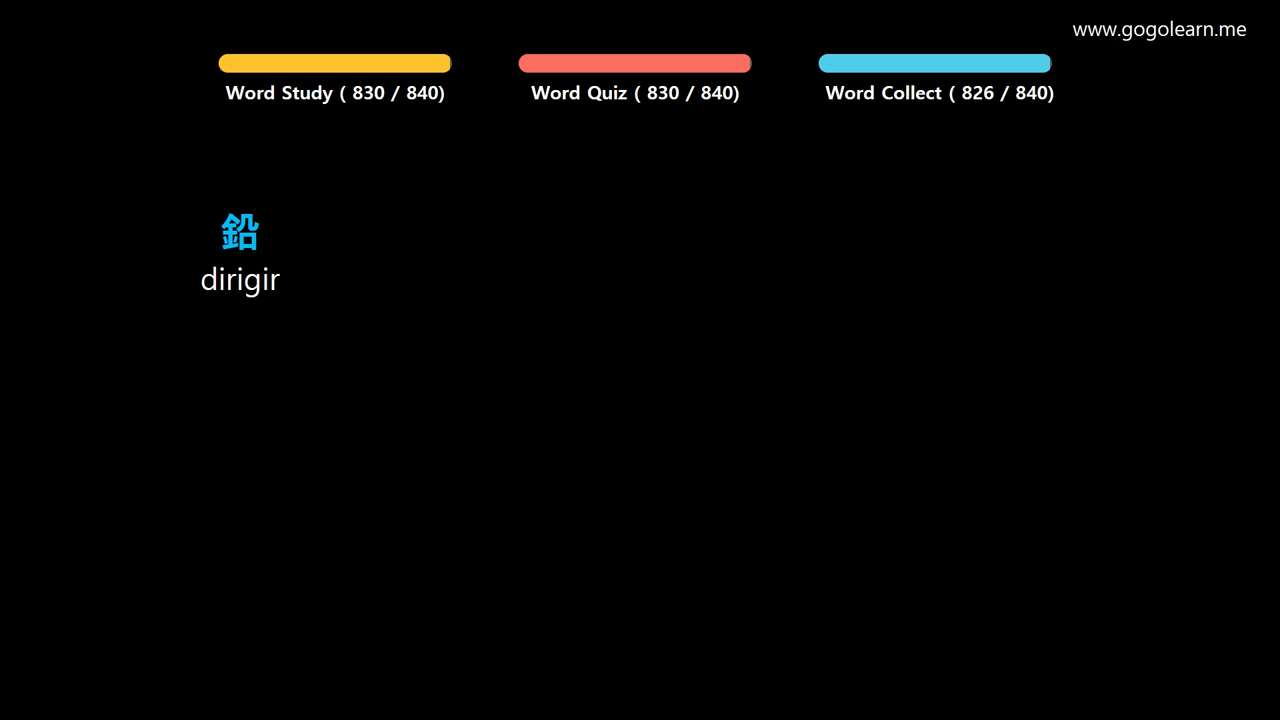 www.gogolearn.me
Word Study ( 830 / 840)
Word Quiz ( 830 / 840)
Word Collect ( 826 / 840)
鉛
dirigir